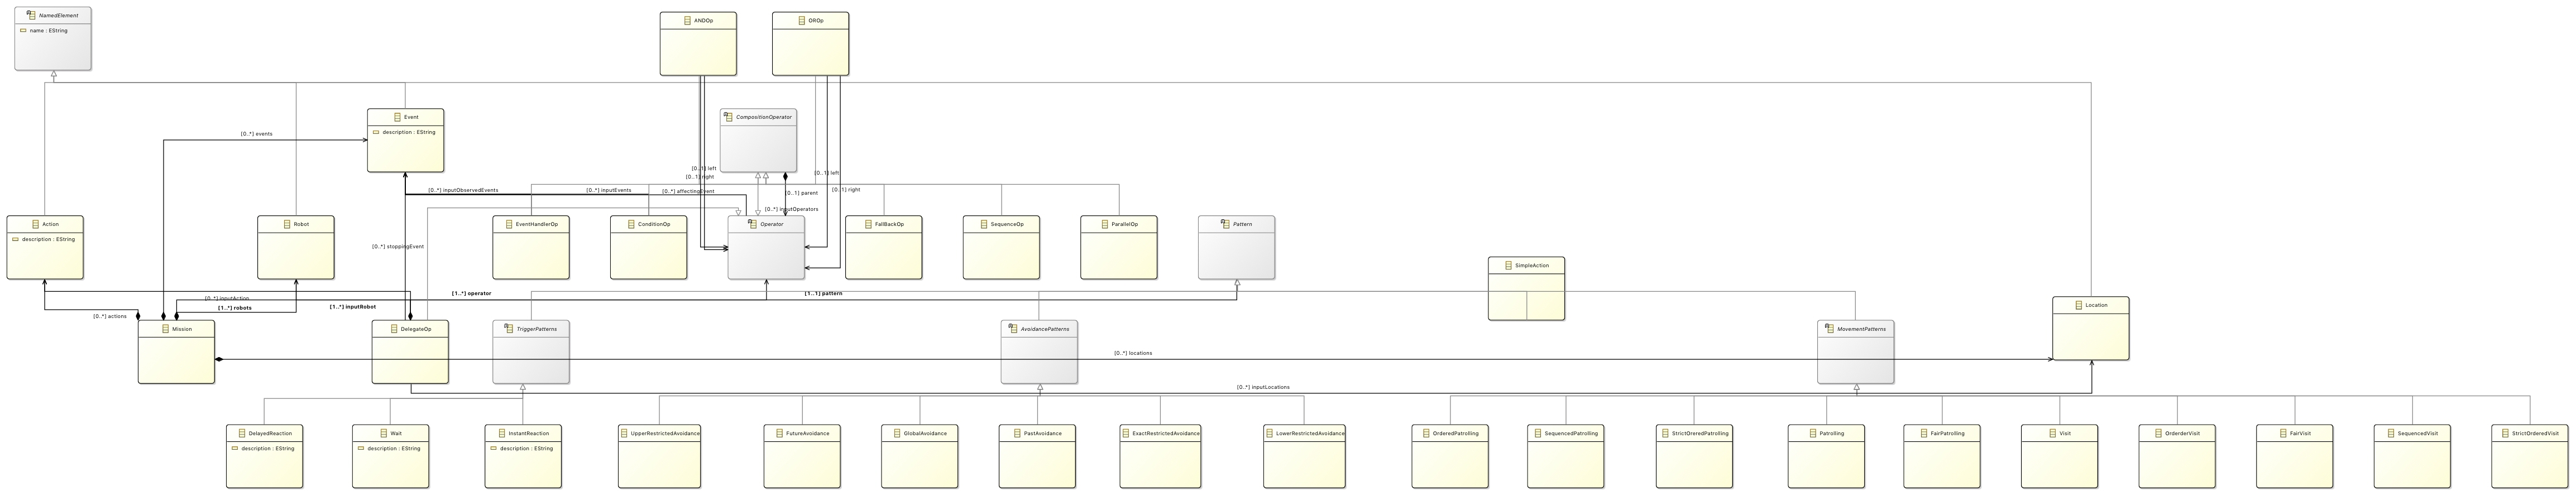 NamedElement
name : EString
ANDOp
OROp
Event
description : EString
CompositionOperator
[0..*] events
[0..1] left
[0..1] right
[0..1] left
[0..*] inputObservedEvents
[0..*] inputEvents
[0..*] affectingEvent
[0..1] parent
[0..1] right
[0..*] inputOperators
Action
description : EString
Robot
EventHandlerOp
ConditionOp
Operator
FallBackOp
SequenceOp
ParallelOp
Pattern
[0..*] stoppingEvent
SimpleAction
[0..*] inputAction
[1..*] operator
[1..1] pattern
[1..*] robots
[1..*] inputRobot
[0..*] actions
Location
Mission
DelegateOp
TriggerPatterns
AvoidancePatterns
MovementPatterns
[0..*] locations
[0..*] inputLocations
DelayedReaction
description : EString
Wait
description : EString
InstantReaction
description : EString
UpperRestrictedAvoidance
FutureAvoidance
GlobalAvoidance
PastAvoidance
ExactRestrictedAvoidance
LowerRestrictedAvoidance
OrderedPatrolling
SequencedPatrolling
StrictOreredPatrolling
Patrolling
FairPatrolling
Visit
OrderderVisit
FairVisit
SequencedVisit
StrictOrderedVisit